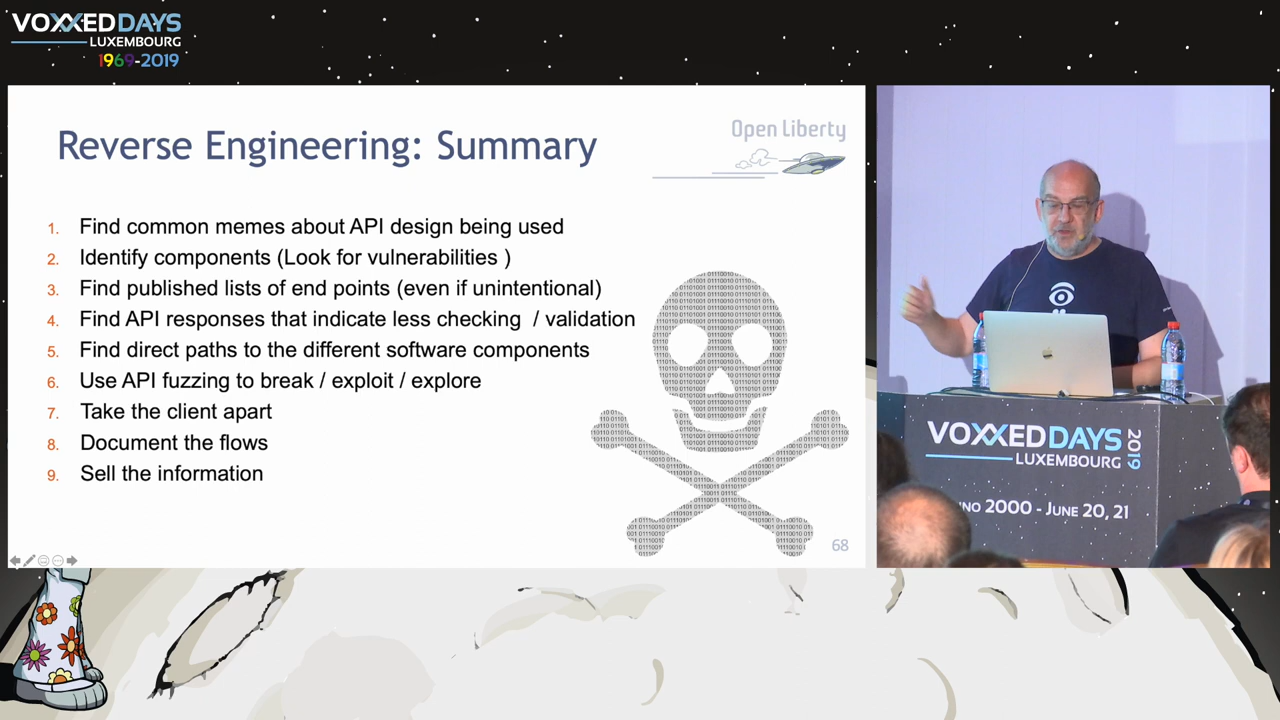 VOXXED DAYS
LUXEMBOURG
1969-2019
Reverse Engineering: Summary
Open Liberty
1. Find common memes about API design being used
2. Identify components (Look for vulnerabilities )
3. Find published lists of end points (even if unintentional)
4. Find API responses that indicate less checking / validation
5. Find direct paths to the different software components
6. Use API fuzzing to break / exploit / explore
7. Take the client apart
8. Document the flows
9. Sell the information
68
VOXXED DAYS 2019
LUXEMBOURG
2000 - JUNE 20, 21